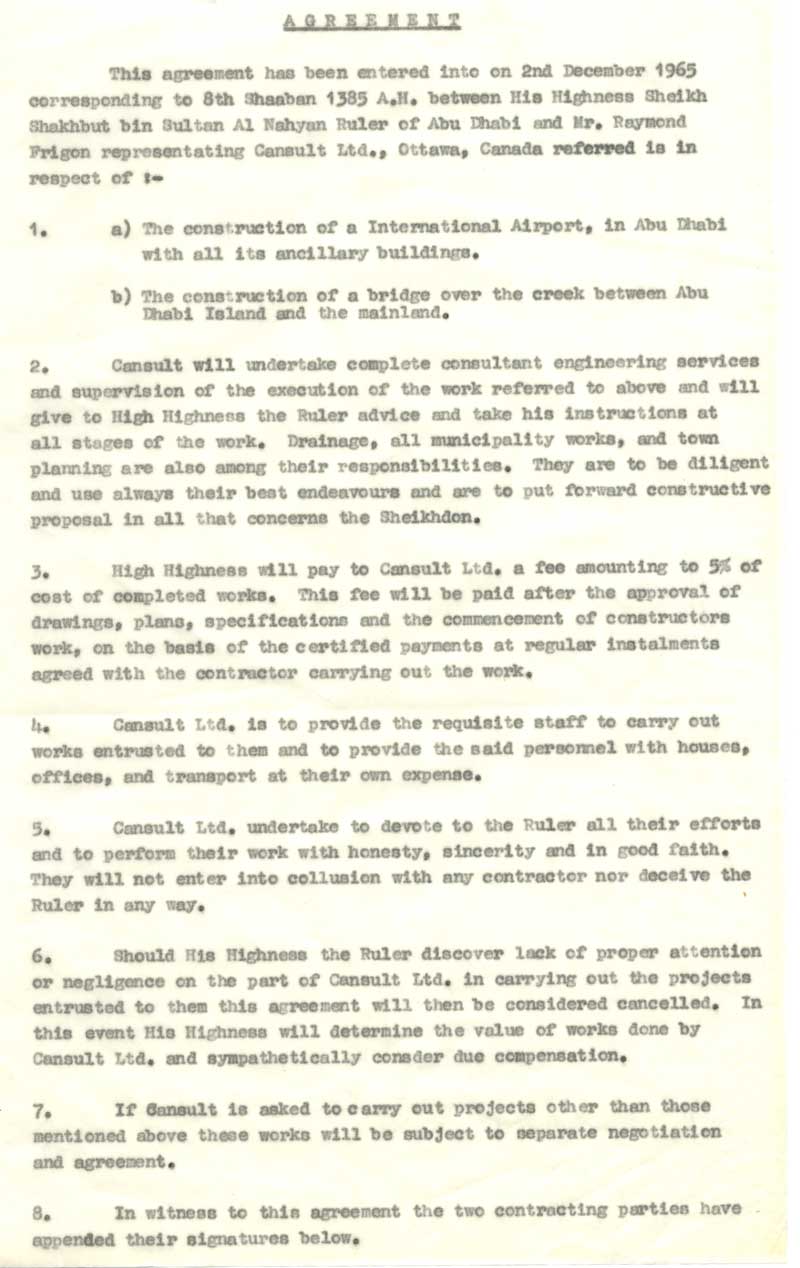 AGREEMENT
This agreement has been entered into on 2nd December 1965
corresponding to 8th Shaaban 1385 A.H. between His Highness Sheikh
Shakhbut bin Sultan Al Nahyan Ruler of Abu Dhabi and Mr. Raymond
Frigon representating Cansult Ltd., Ottawa, Canada referred is in
respect of :-
1. a) The construction of a International Airport, in Abu Dhabi
with all its ancillary buildings.
b) The construction of a bridge over the creek between Abu
Dhabi Island and the mainland.
2. Cansult will undertake complete consultant engineering services
and supervision of the execution of the work referred to above and will
give to High Highness the Ruler advice and take his instructions at
all stages of the work. Drainage, all municipality works, and town
planning are also among their responsibilities. They are to be diligent
and use always their best endeavours and are to put forward constructive
proposal in all that concerns the Sheikhdon.
3. High Highness will pay to Cansult Ltd. a fee amounting to 5% of
cost of completed works. This fee will be paid after the approval of
drawings, plans, specifications and the commencement of constructors
work, on the basis of the certified payments at regular instalments
agreed with the contractor carrying out the work.
4. Cansult Ltd. is to provide the requisite staff to carry out
works entrusted to them and to provide the said personnel with houses,
offices, and transport at their own expense.
5. Cansult Ltd. undertake to devote to the Ruler all their efforts
and to perform their work with honesty, sincerity and in good faith.
They will not enter into collusion with any contractor nor deceive the
Ruler in any way.
6. Should His Highness the Ruler discover lack of proper attention
or negligence on the part of Cansult Ltd. in carrying out the projects
entrusted to them this agreement will then be considered cancelled. In
this event His Highness will determine the value of works done by
Cansult Ltd. and sympathetically consder due compensation.
7. If Cansult is asked to carry out projects other than those
mentioned above these works will be subject to separate negotiation
and agreement.
8. In witness to this agreement the two contracting parties have
appended their signatures below.